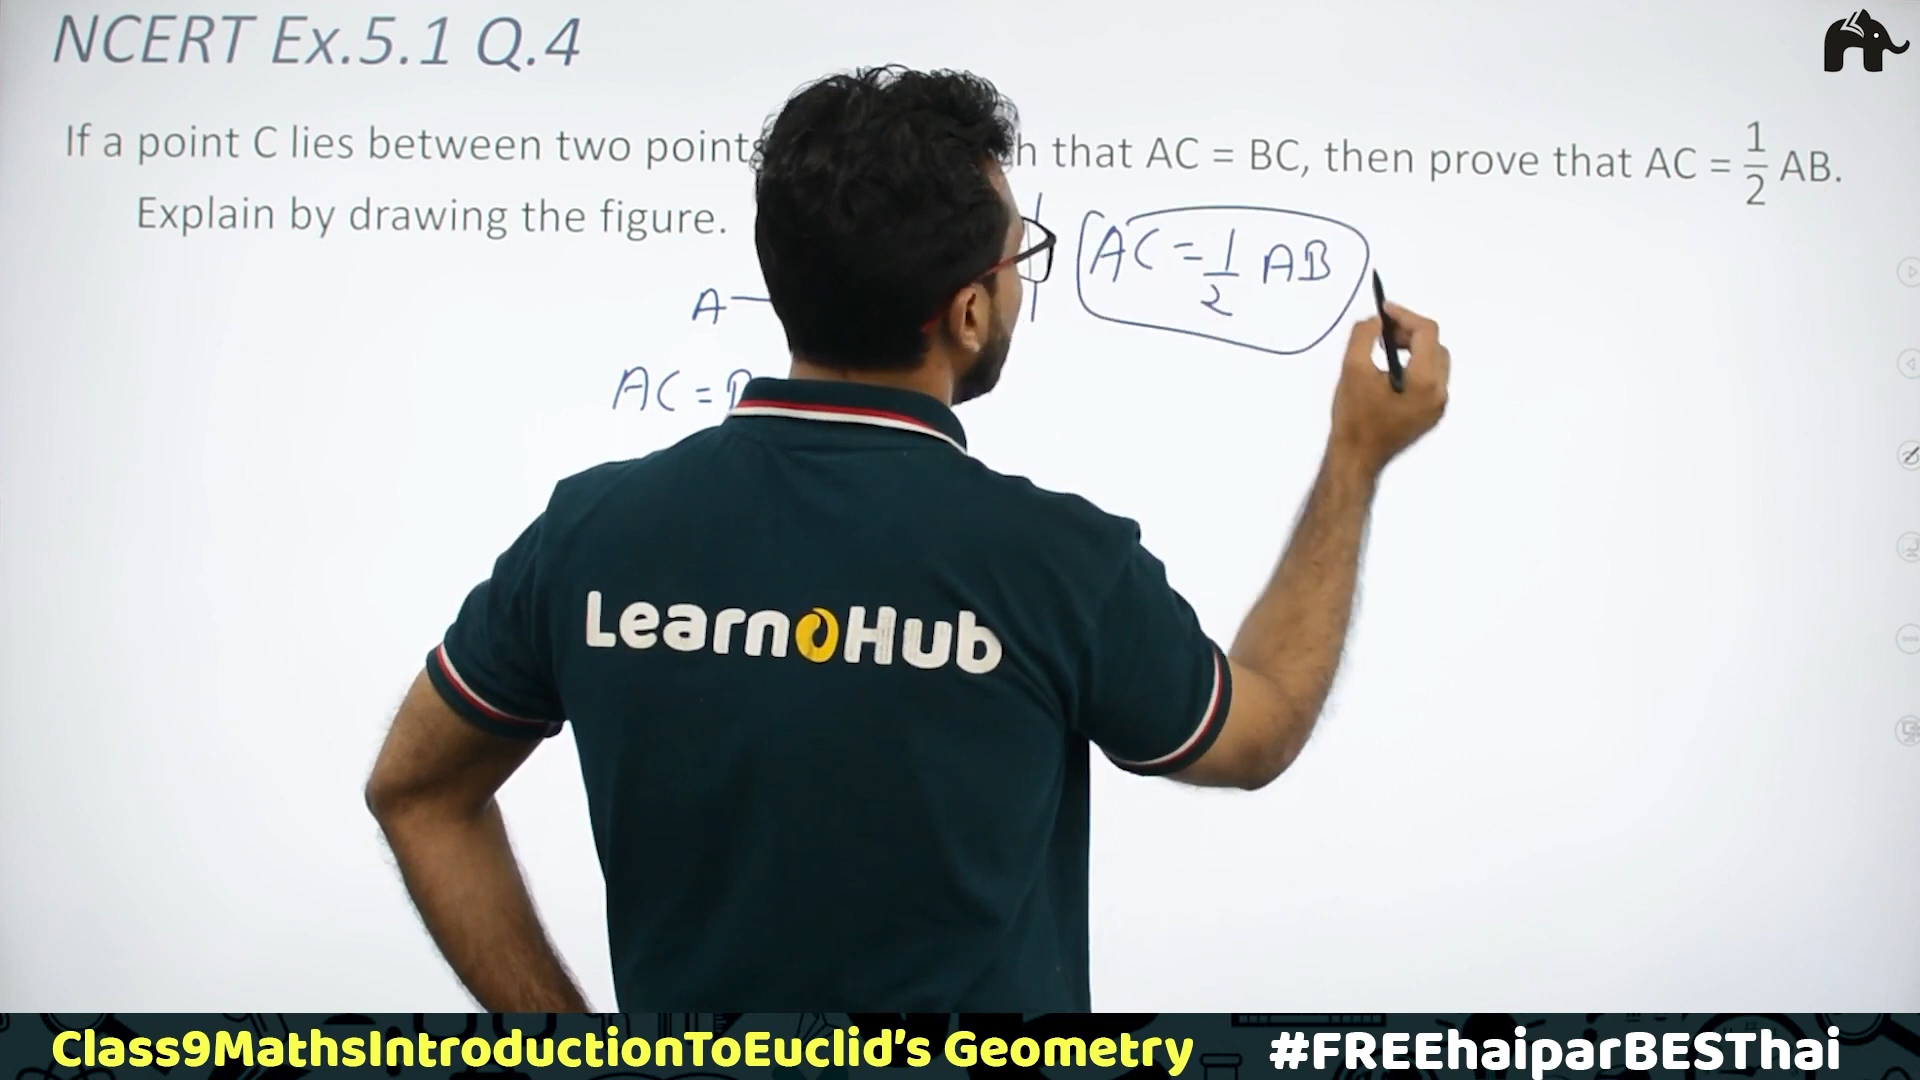 NCERT Ex.5.1 Q.4
If a point C lies between two points h that AC = BC, then prove that AC = 1/2 AB.
Explain by drawing the figure.
AC = 1/2 AB
A
AC =
LearnoHub
Class9MathsIntroductionToEuclid's Geometry #FREEhaiparBESThai